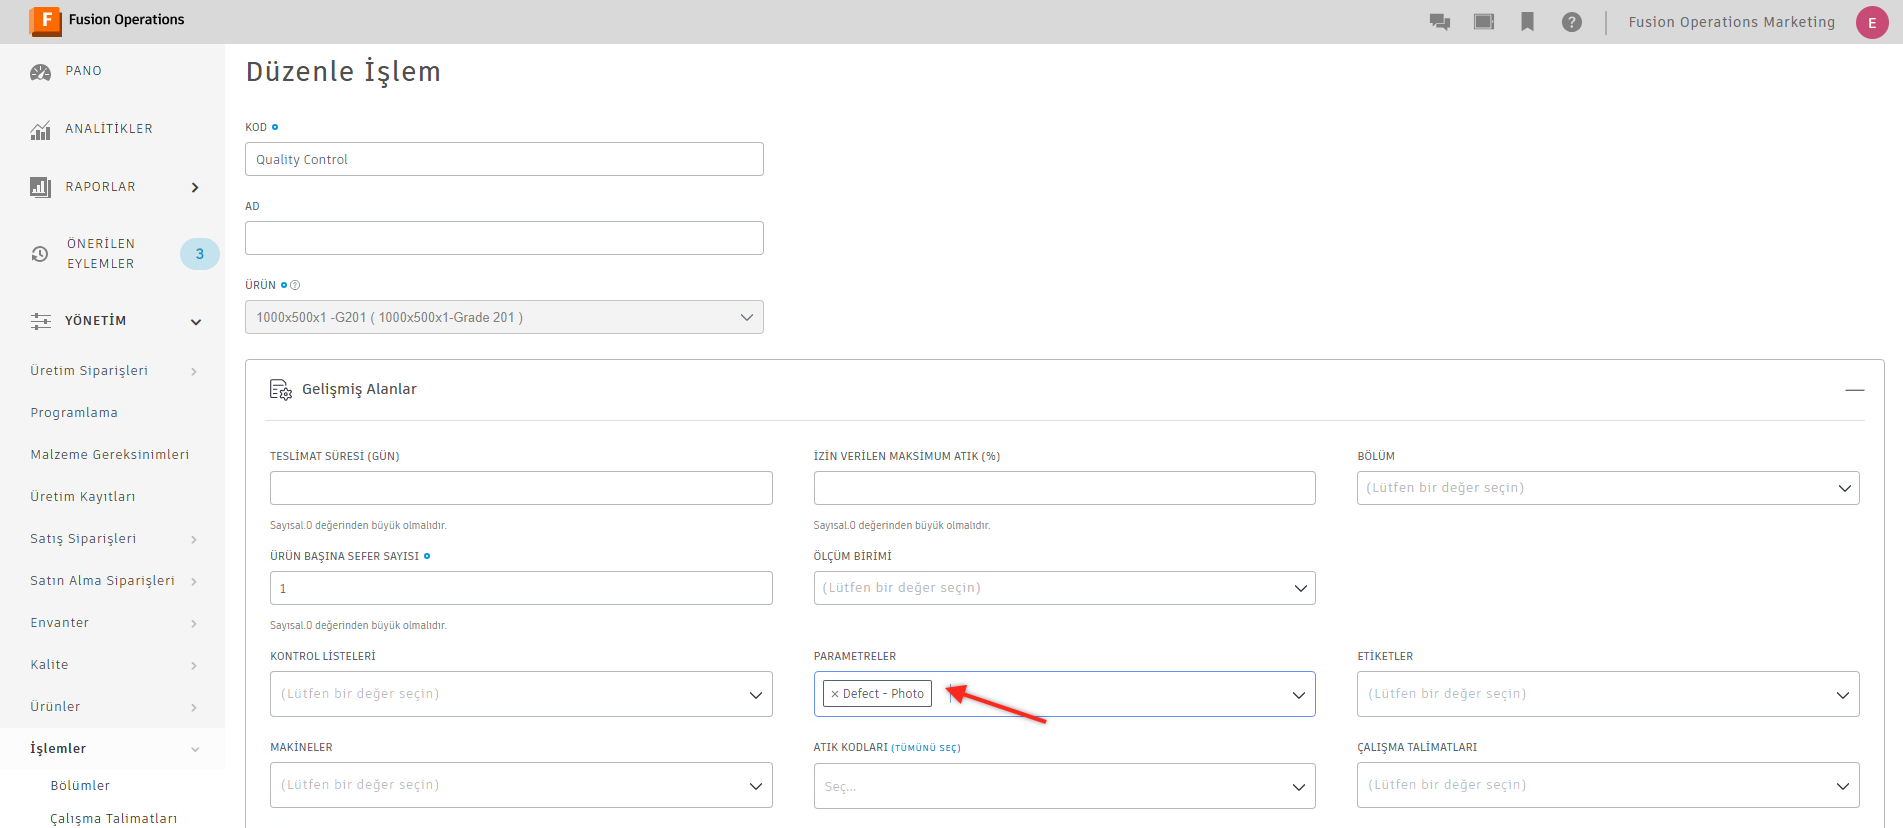 F Fusion Operations
Fusion Operations Marketing
E
PANO
ANALİTİKLER
RAPORLAR
ÖNERİLEN
EYLEMLER
3
YÖNETİM
Üretim Siparişleri
Programlama
Malzeme Gereksinimleri
Üretim Kayıtları
Satış Siparişleri
Satın Alma Siparişleri
Envanter
Kalite
Ürünler
İşlemler
Bölümler
Çalışma Talimatları
Düzenle İşlem
KOD
Quality Control
AD
ÜRÜN
1000x500x1 -G201 ( 1000x500x1-Grade 201 )
Gelişmiş Alanlar
TESLİMAT SÜRESİ (GÜN)
Sayısal.0 değerinden büyük olmalıdır.
İZİN VERİLEN MAKSİMUM ATIK (%)
Sayısal.0 değerinden büyük olmalıdır.
BÖLÜM
(Lütfen bir değer seçin)
ÜRÜN BAŞINA SEFER SAYISI
1
Sayısal.0 değerinden büyük olmalıdır.
ÖLÇÜM BİRİMİ
(Lütfen bir değer seçin)
KONTROL LİSTELERİ
(Lütfen bir değer seçin)
PARAMETRELER
× Defect - Photo
ETİKETLER
(Lütfen bir değer seçin)
MAKİNELER
(Lütfen bir değer seçin)
ATIK KODLARI (TÜMÜNÜ SEÇ)
Seç...
ÇALIŞMA TALİMATLARI
(Lütfen bir değer seçin)